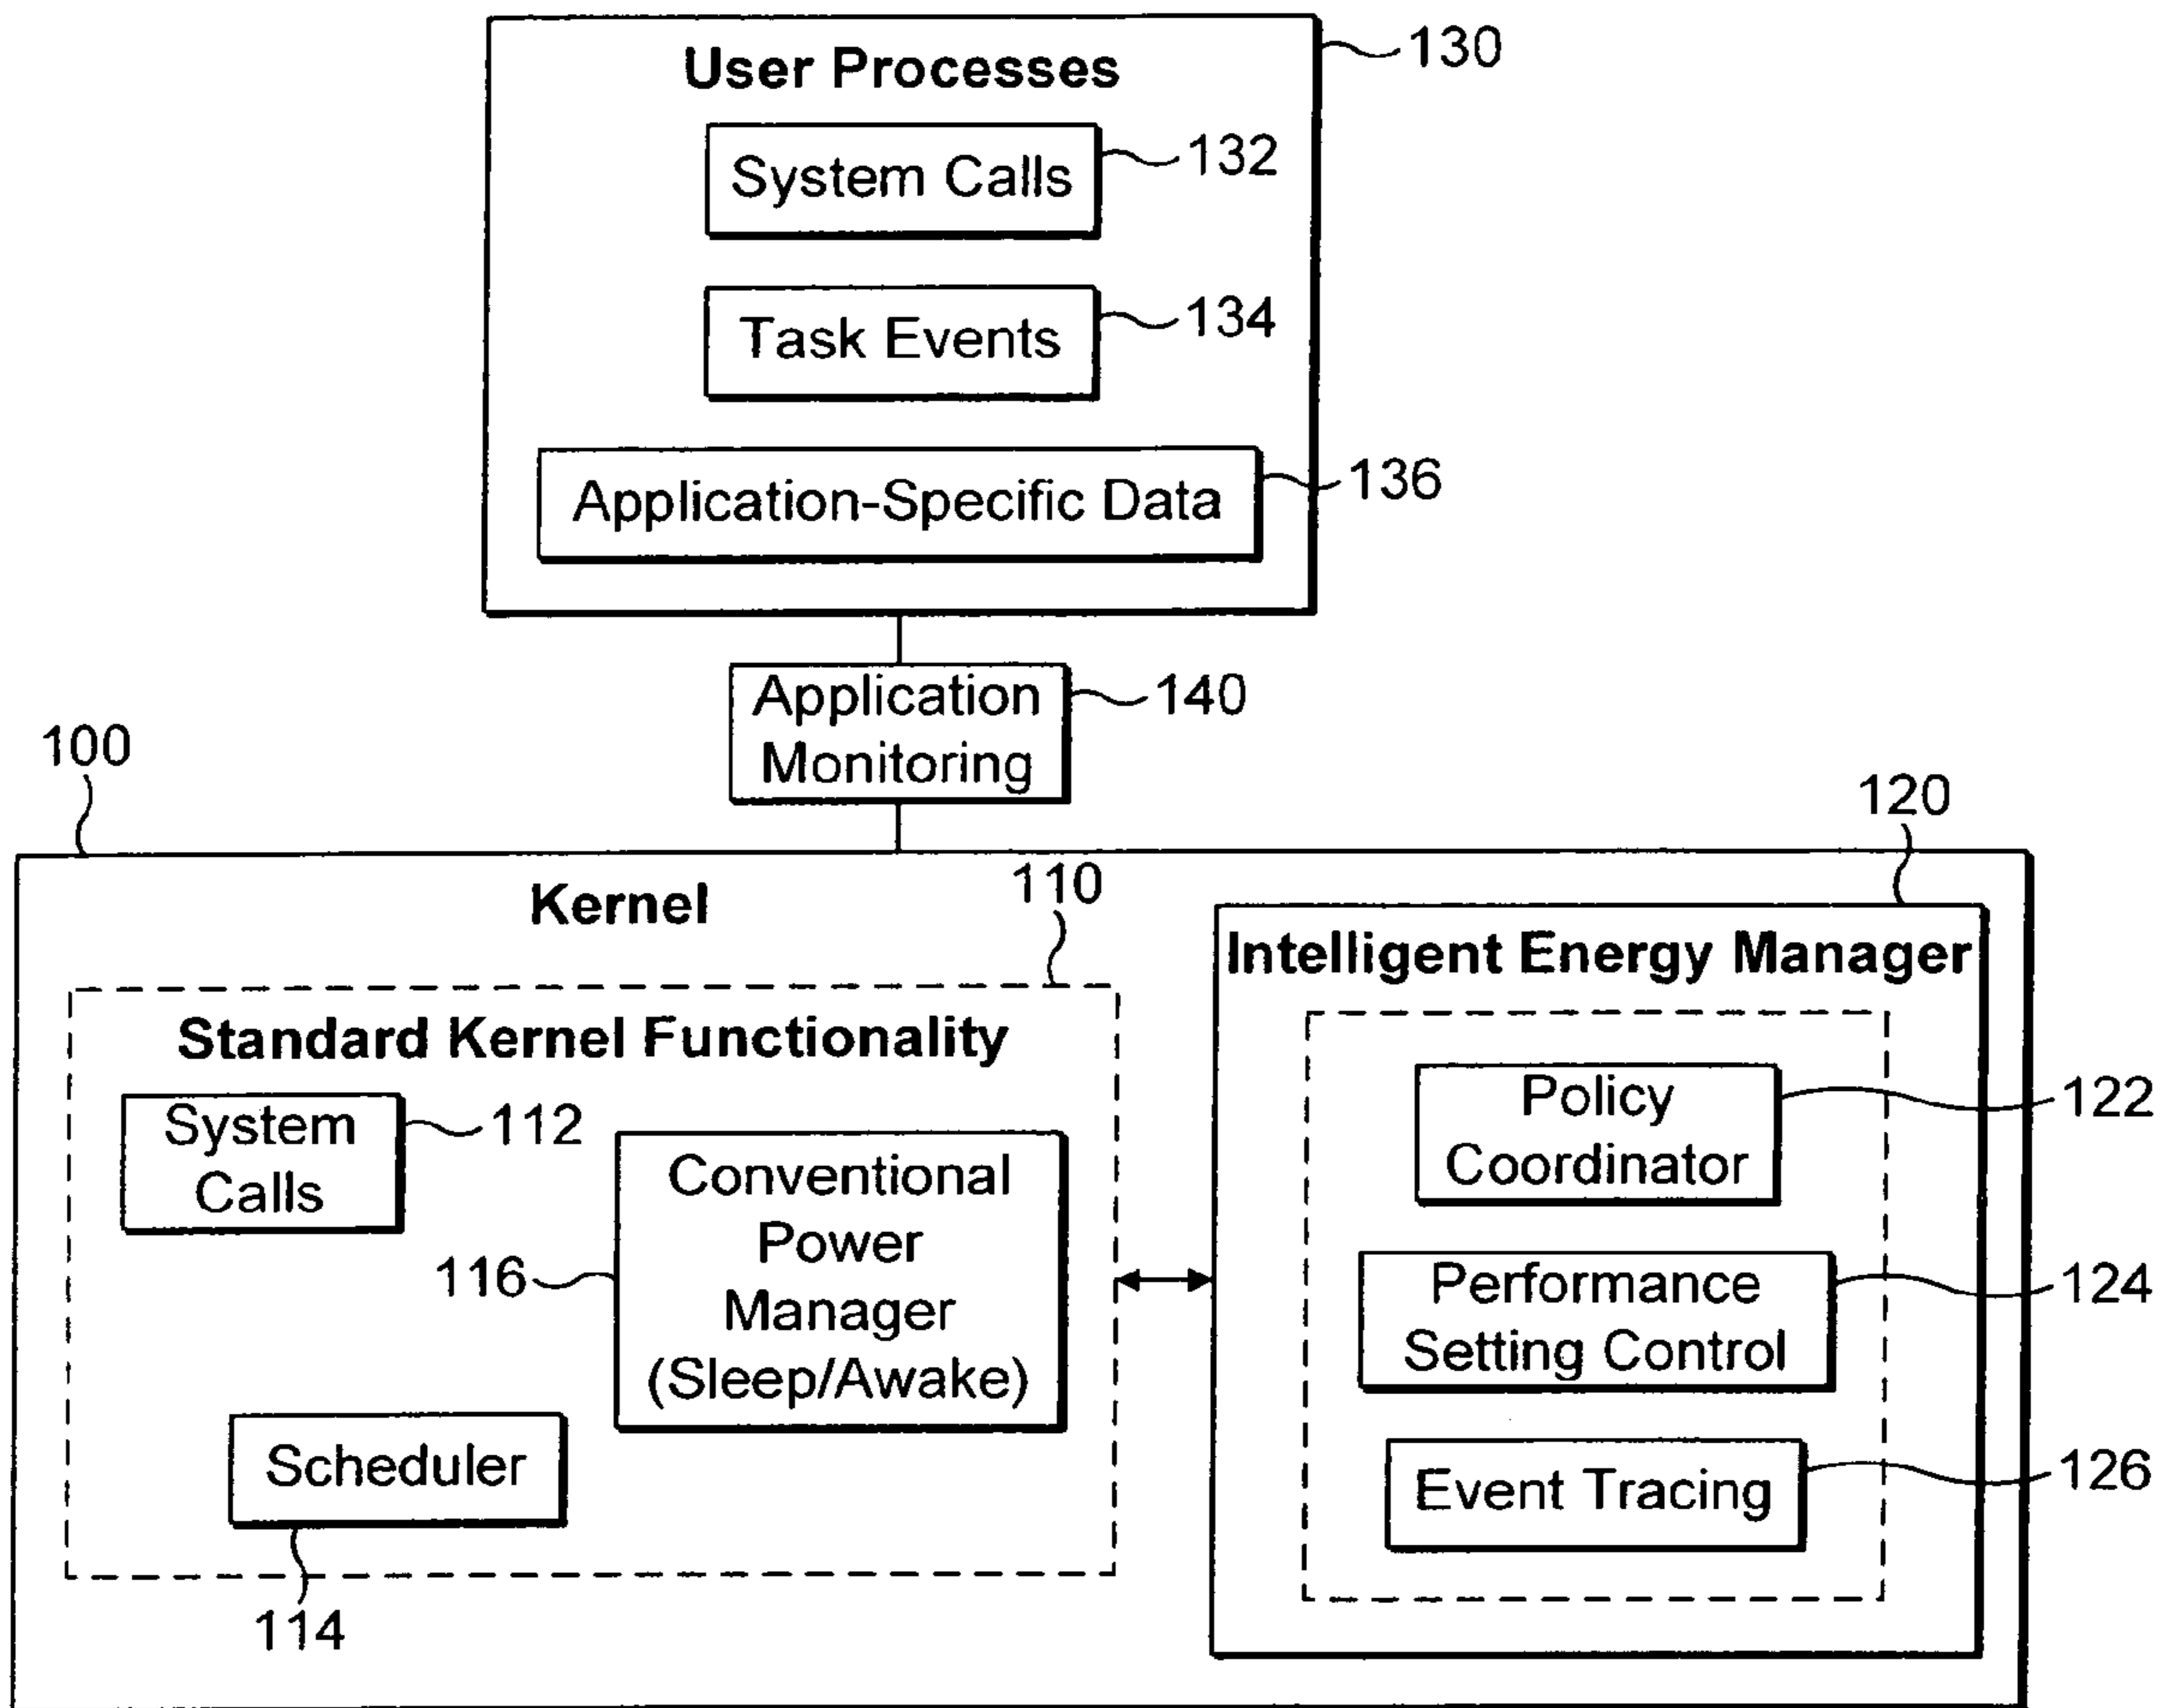 User Processes
130
System Calls
132
Task Events
134
Application-Specific Data
136
Application
Monitoring
140
100
120
Kernel
110
Intelligent Energy Manager
Standard Kernel Functionality
System
Calls
112
Conventional
Power
Manager
(Sleep/Awake)
116
Scheduler
114
Policy
Coordinator
122
Performance
Setting Control
124
Event Tracing
126